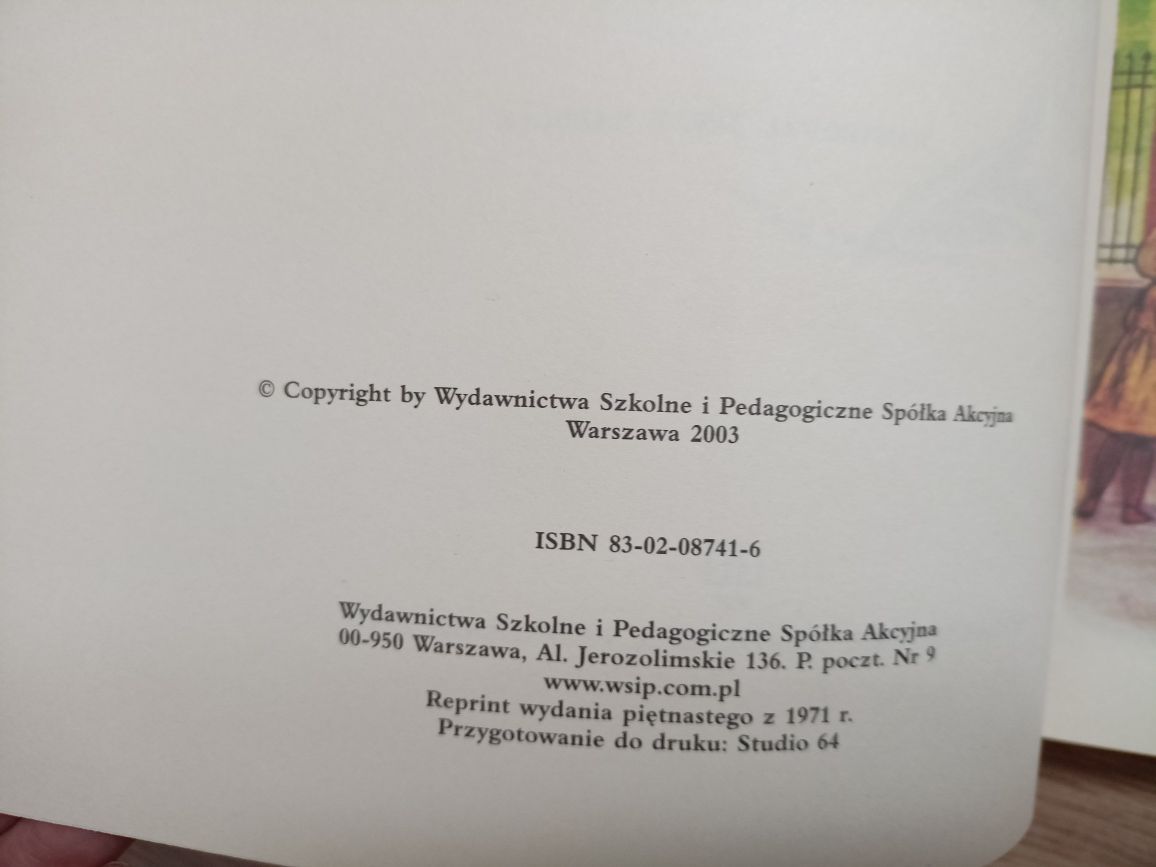 © Copyright by Wydawnictwa Szkolne i Pedagogiczne Spółka Akcyjna
Warszawa 2003
ISBN 83-02-08741-6
Wydawnictwa Szkolne i Pedagogiczne Spółka Akcyjna
00-950 Warszawa, Al. Jerozolimskie 136. P. poczt. Nr 9
www.wsip.com.pl
Reprint wydania piętnastego z 1971 r.
Przygotowanie do druku: Studio 64